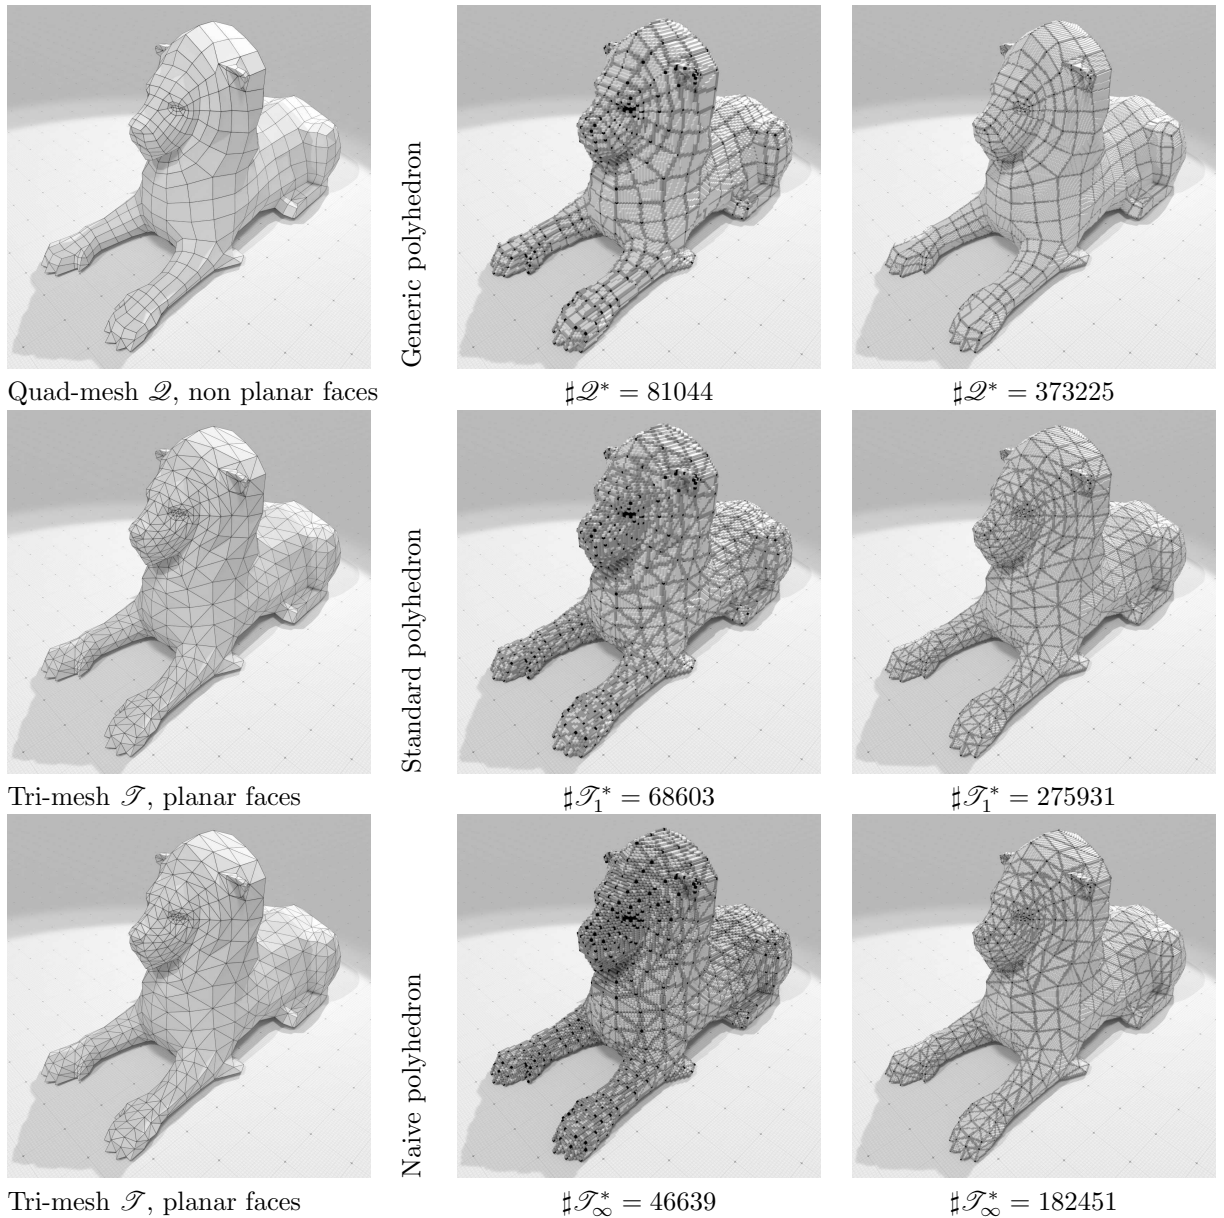 Generic polyhedron
Quad-mesh 𝒬, non planar faces
♯𝒬* = 81044
♯𝒬* = 373225
Standard polyhedron
Tri-mesh 𝒯, planar faces
♯𝒯₁* = 68603
♯𝒯₁* = 275931
Naive polyhedron
Tri-mesh 𝒯, planar faces
♯𝒯∞* = 46639
♯𝒯∞* = 182451